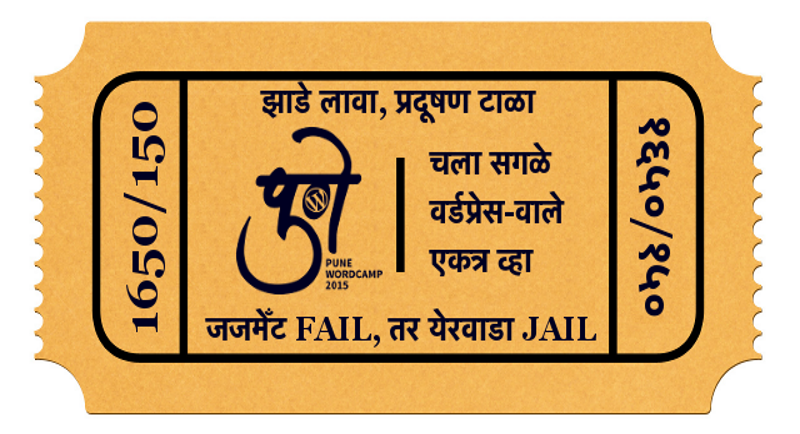 1650/150
झाडे लावा, प्रदूषण टाळा
पुणे
PUNE
WORDCAMP
2015
चला सगळे
वर्डप्रेस-वाले
एकत्र व्हा
जजमेंँट FAIL, तर येरवाडा JAIL
१६५०/१५०